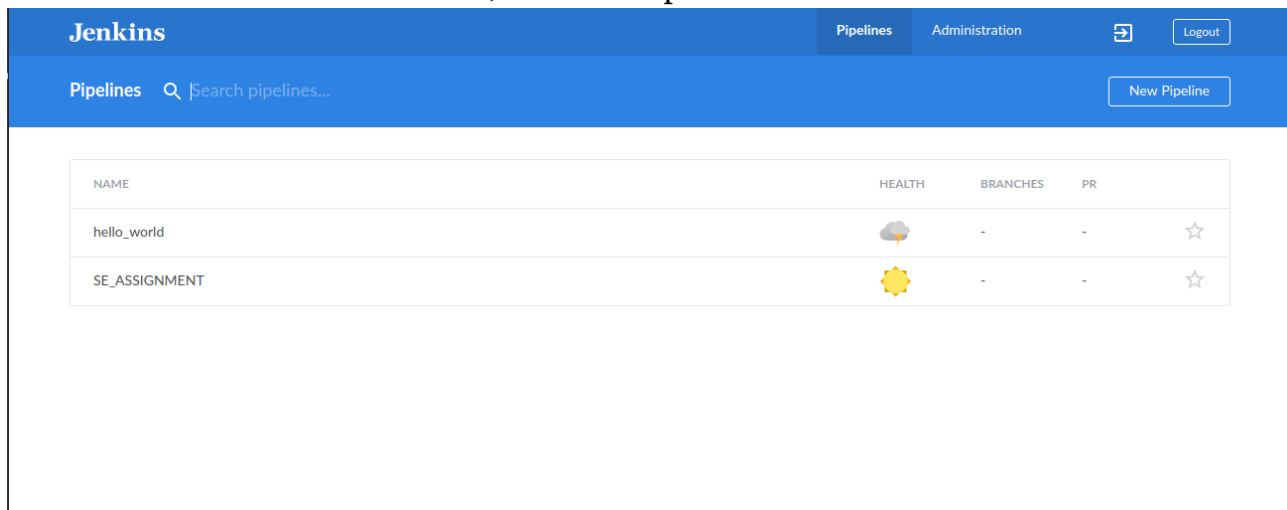 Jenkins Pipelines Administration Logout
Pipelines Search pipelines... New Pipeline
NAME HEALTH BRANCHES PR
hello_world - -
SE_ASSIGNMENT - -